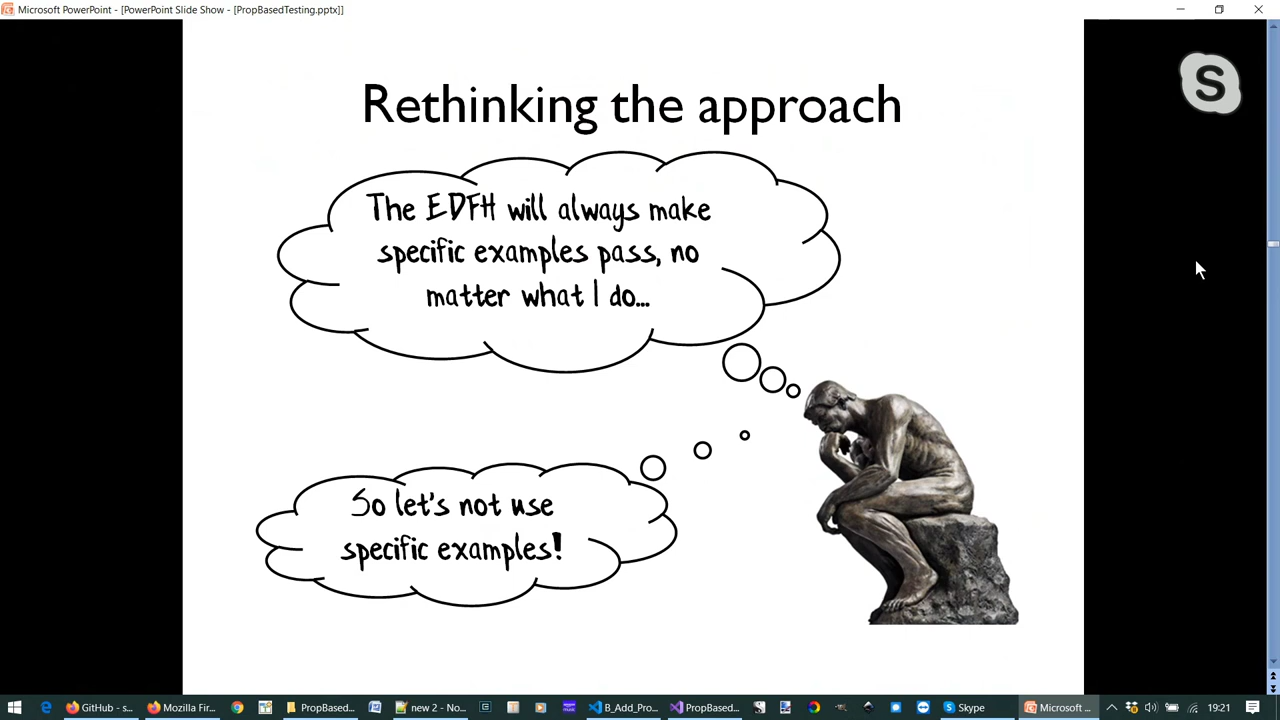 Microsoft PowerPoint - [PowerPoint Slide Show - [PropBasedTesting.pptx]]
S
Rethinking the approach
The EDFH will always make
specific examples pass, no
matter what I do...
So let's not use
specific examples!
GitHub - s...
Mozilla Fir...
PropBased...
new 2 - No...
B_Add_Pro...
PropBased...
Skype
Microsoft ...
19:21